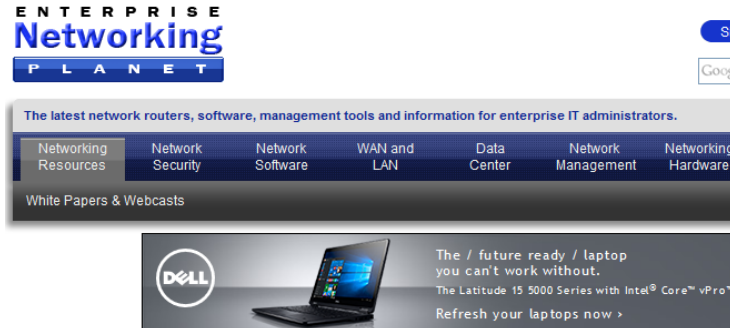 ENTERPRISE
Networking
PLANET
The latest network routers, software, management tools and information for enterprise IT administrators.
Networking Resources
Network Security
Network Software
WAN and LAN
Data Center
Network Management
Networking Hardware
White Papers & Webcasts
DELL
The / future ready / laptop
you can't work without.
The Latitude 15 5000 Series with Intel® Core™ vPro™
Refresh your laptops now ›